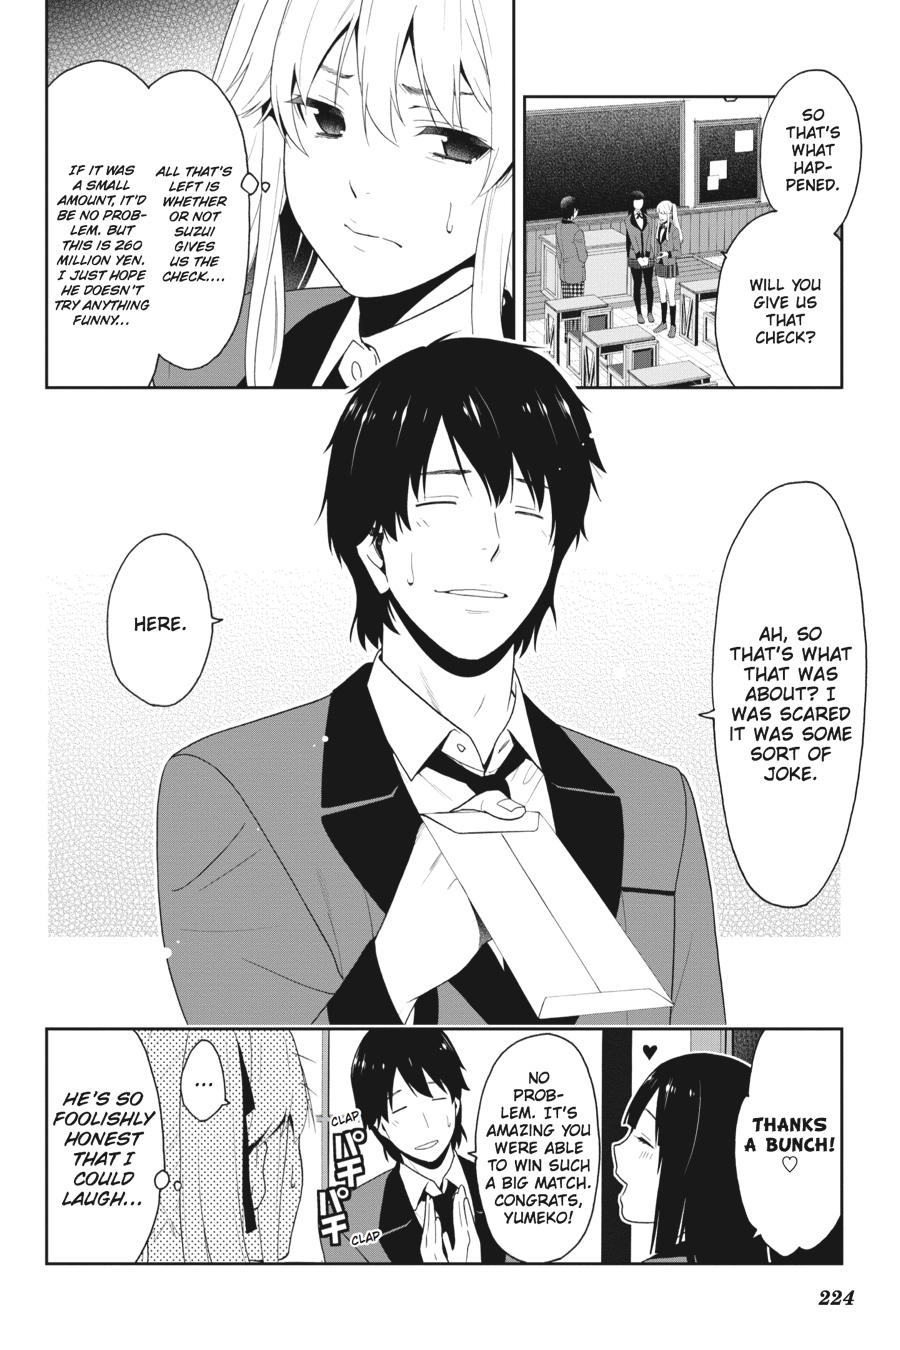 SO
THAT'S
WHAT
HAP-
PENED.
WILL YOU
GIVE US
THAT
CHECK?
ALL THAT'S
LEFT IS
WHETHER
OR NOT
SUZUI
GIVES
US THE
CHECK....
IF IT WAS
A SMALL
AMOUNT, IT'D
BE NO PROB-
LEM. BUT
THIS IS 260
MILLION YEN.
I JUST HOPE
HE DOESN'T
TRY ANYTHING
FUNNY...
AH, SO
THAT'S WHAT
THAT WAS
ABOUT? I
WAS SCARED
IT WAS SOME
SORT OF
JOKE.
HERE.
THANKS
A BUNCH!
♡
♥
NO
PROB-
LEM. IT'S
AMAZING YOU
WERE ABLE
TO WIN SUCH
A BIG MATCH.
CONGRATS,
YUMEKO!
CLAP
パチパチ
CLAP
...
HE'S SO
FOOLISHLY
HONEST
THAT I
COULD
LAUGH...
224